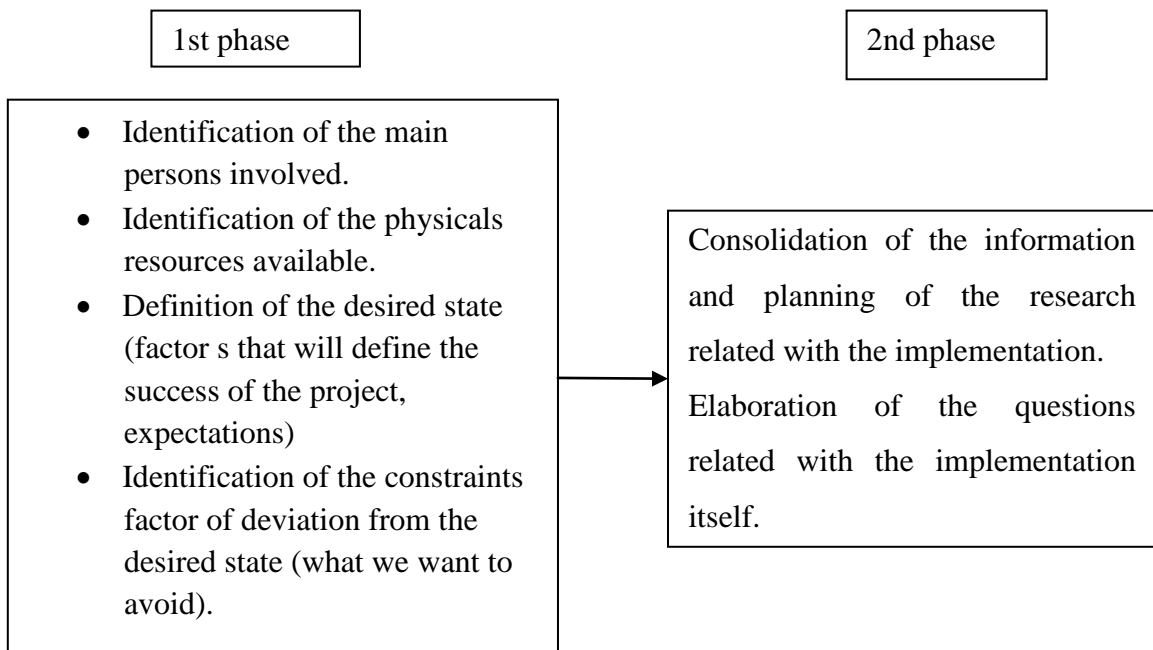 1st phase
2nd phase
• Identification of the main
persons involved.
• Identification of the physicals
resources available.
• Definition of the desired state
(factor s that will define the
success of the project,
expectations)
• Identification of the constraints
factor of deviation from the
desired state (what we want to
avoid).
Consolidation of the information
and planning of the research
related with the implementation.
Elaboration of the questions
related with the implementation
itself.